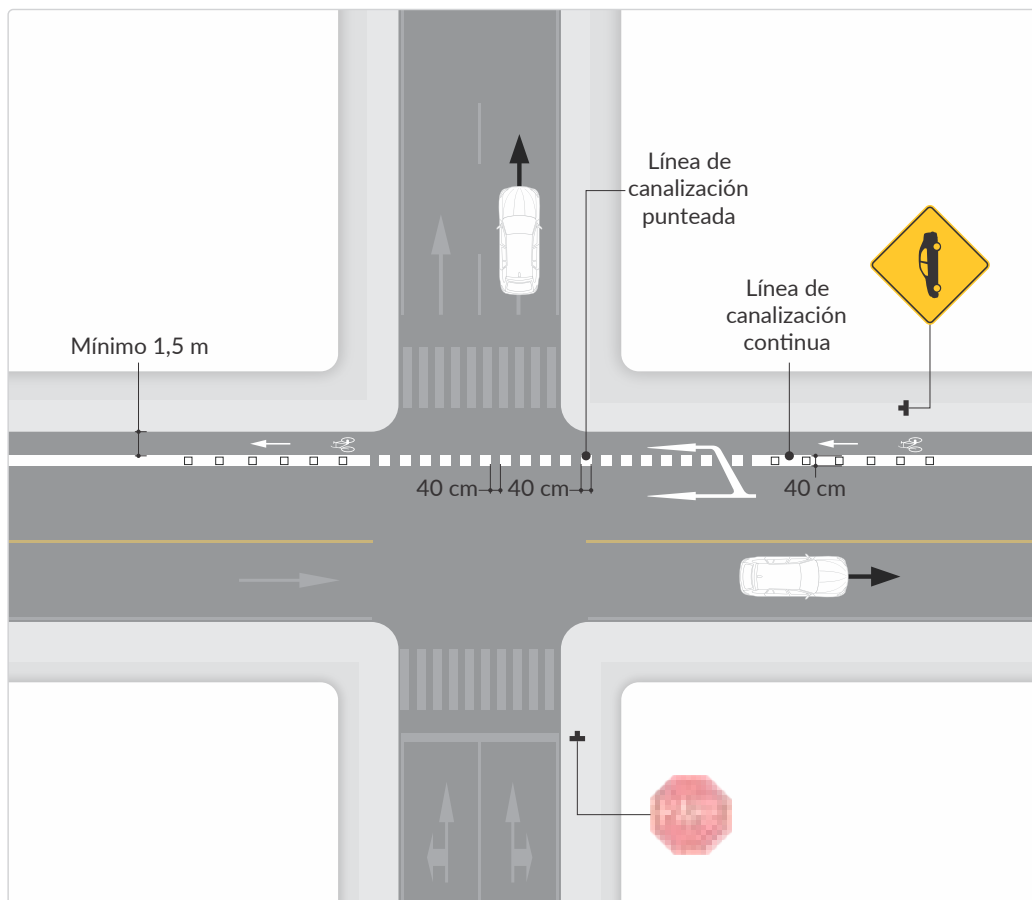 Línea de
canalización
punteada
Línea de
canalización
continua
Mínimo 1,5 m
40 cm
40 cm
40 cm